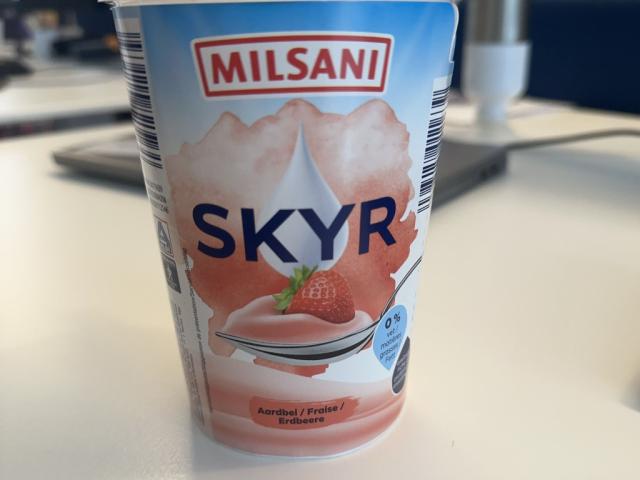 MILSANI
SKYR
0 %
vet /
matières
grasses /
Fett
Aardbei / Fraise /
Erdbeere